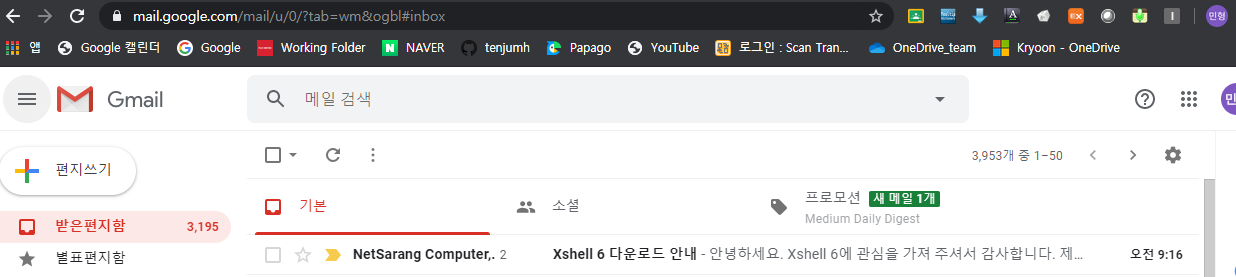 mail.google.com/mail/u/0/?tab=wm&ogbl#inbox
민형
앱 Google 캘린더 Google Working Folder NAVER tenjumh Papago YouTube 로그인 : Scan Tran... OneDrive_team Kryoon - OneDrive
Gmail 메일 검색
편지쓰기
3,953개 중 1–50
받은편지함 3,195
기본 소셜 프로모션 새 메일 1개
Medium Daily Digest
별표편지함
NetSarang Computer,. 2 Xshell 6 다운로드 안내 - 안녕하세요. Xshell 6에 관심을 가져 주셔서 감사합니다. 제... 오전 9:16